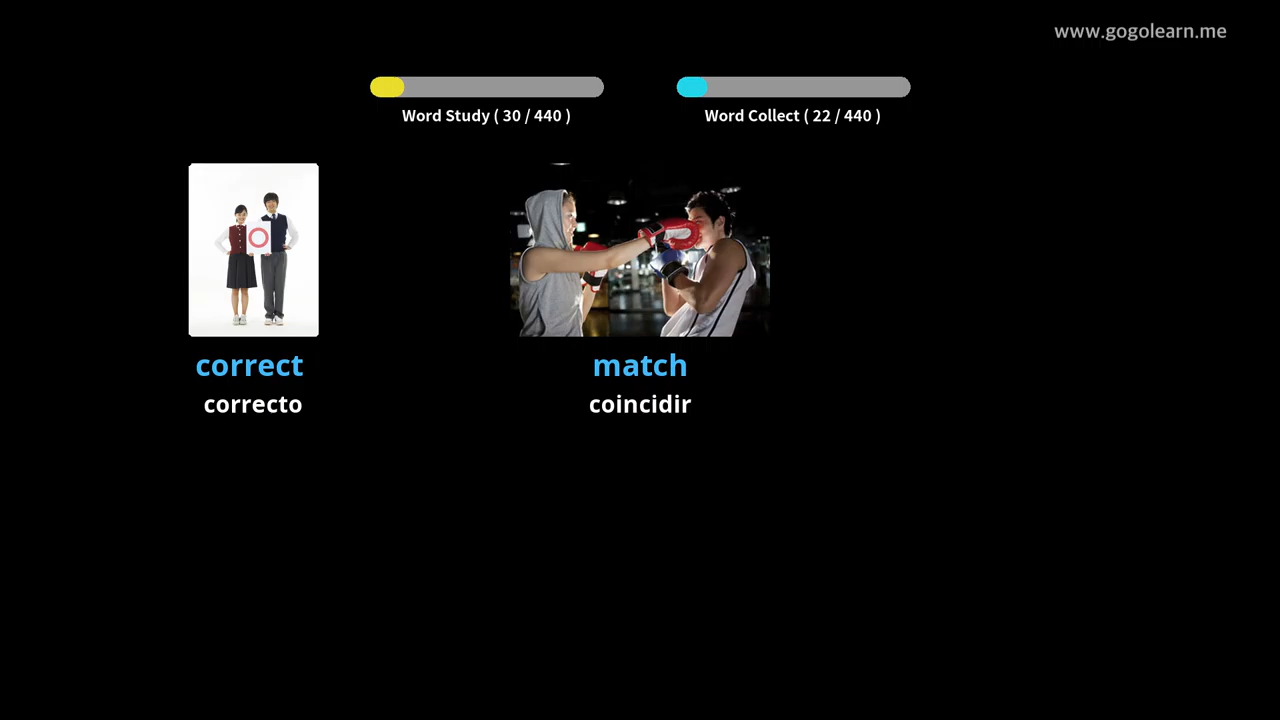 www.gogolearn.me
Word Study ( 30 / 440 )
Word Collect ( 22 / 440 )
correct
correcto
match
coincidir